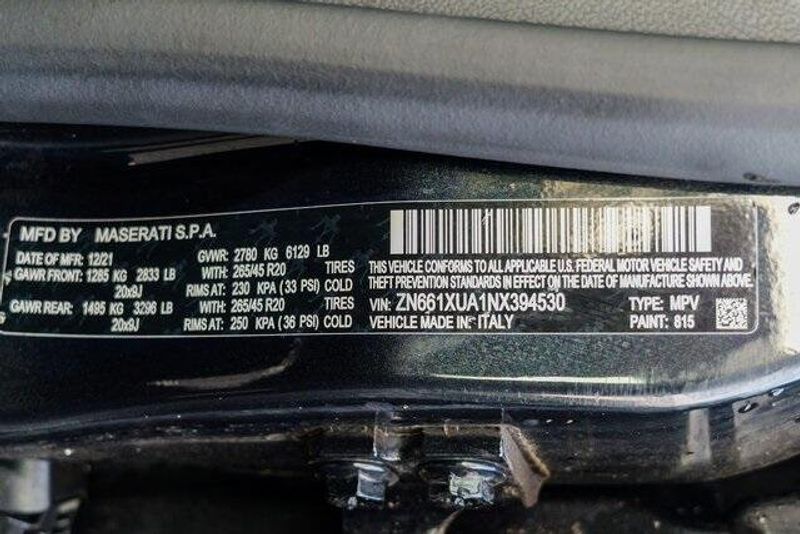 MFD BY MASERATI S.P.A.
DATE OF MFR: 12/21
GVWR: 2780 KG 6129 LB
GAWR FRONT: 1285 KG 2833 LB
WITH: 265/45 R20 TIRES
20x9J
RIMS AT: 230 KPA (33 PSI) COLD
GAWR REAR: 1495 KG 3296 LB
WITH: 265/45 R20 TIRES
20x9J
RIMS AT: 250 KPA (36 PSI) COLD
THIS VEHICLE CONFORMS TO ALL APPLICABLE U.S. FEDERAL MOTOR VEHICLE SAFETY AND
THEFT PREVENTION STANDARDS IN EFFECT ON THE DATE OF MANUFACTURE SHOWN ABOVE.
VIN: ZN661XUA1NX394530 TYPE: MPV
VEHICLE MADE IN ITALY PAINT: 815